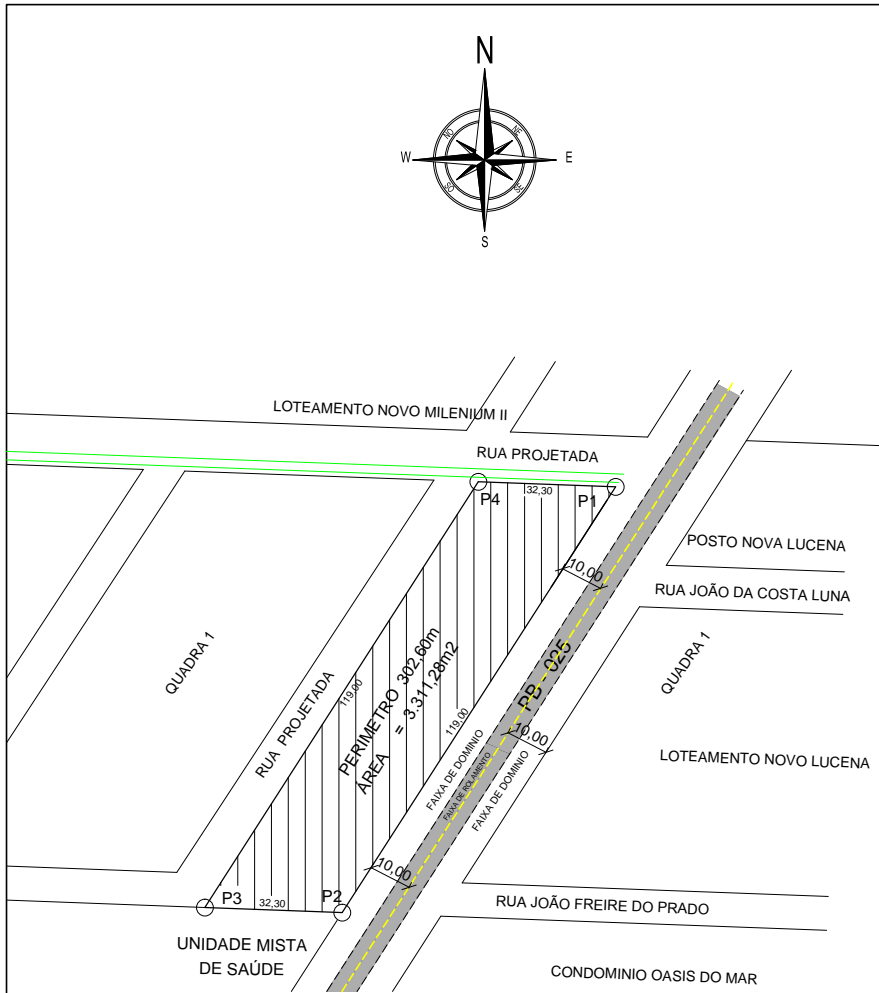 N
NO
NE
W
E
SO
SE
S
LOTEAMENTO NOVO MILENIUM II
RUA PROJETADA
P4
32,30
P1
10,00
POSTO NOVA LUCENA
RUA JOÃO DA COSTA LUNA
QUADRA 1
QUADRA 1
PB 025
RUA PROJETADA
119,00
PERIMETRO 302,60m
ÁREA = 3.311,28m2
119,00
10,00
FAIXA DE DOMINIO
FAIXA DE ROLAMENTO
FAIXA DE DOMINIO
LOTEAMENTO NOVO LUCENA
10,00
P3
32,30
P2
RUA JOÃO FREIRE DO PRADO
UNIDADE MISTA
DE SAÚDE
CONDOMINIO OASIS DO MAR